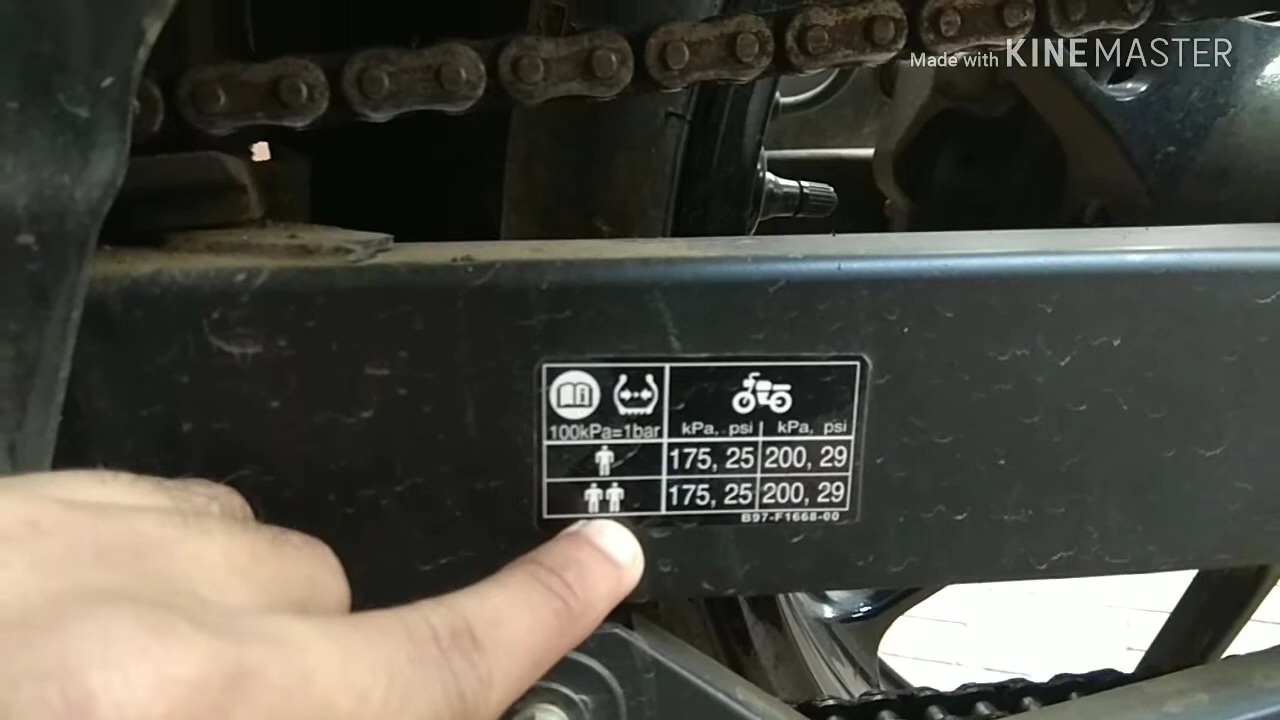 Made with KINEMASTER
100kPa=1bar
kPa, psi kPa, psi
175, 25 200, 29
175, 25 200, 29
B97-F1668-00